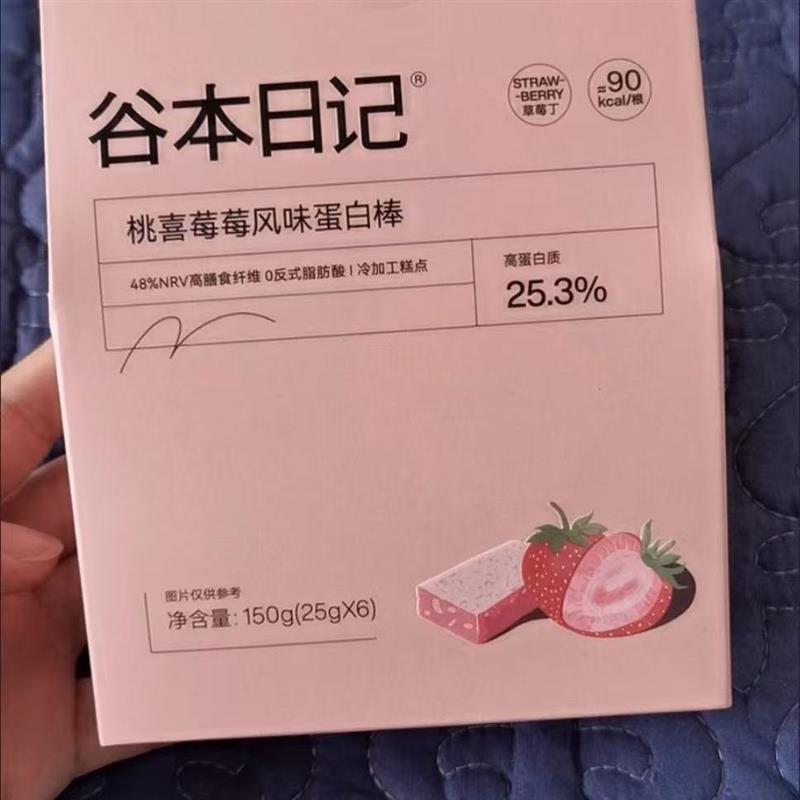 谷本日记®
STRAW-
-BERRY
草莓丁
≈90
kcal/根
桃喜莓莓风味蛋白棒
48%NRV高膳食纤维 0反式脂肪酸 | 冷加工糕点
高蛋白质
25.3%
图片仅供参考
净含量: 150g(25gX6)